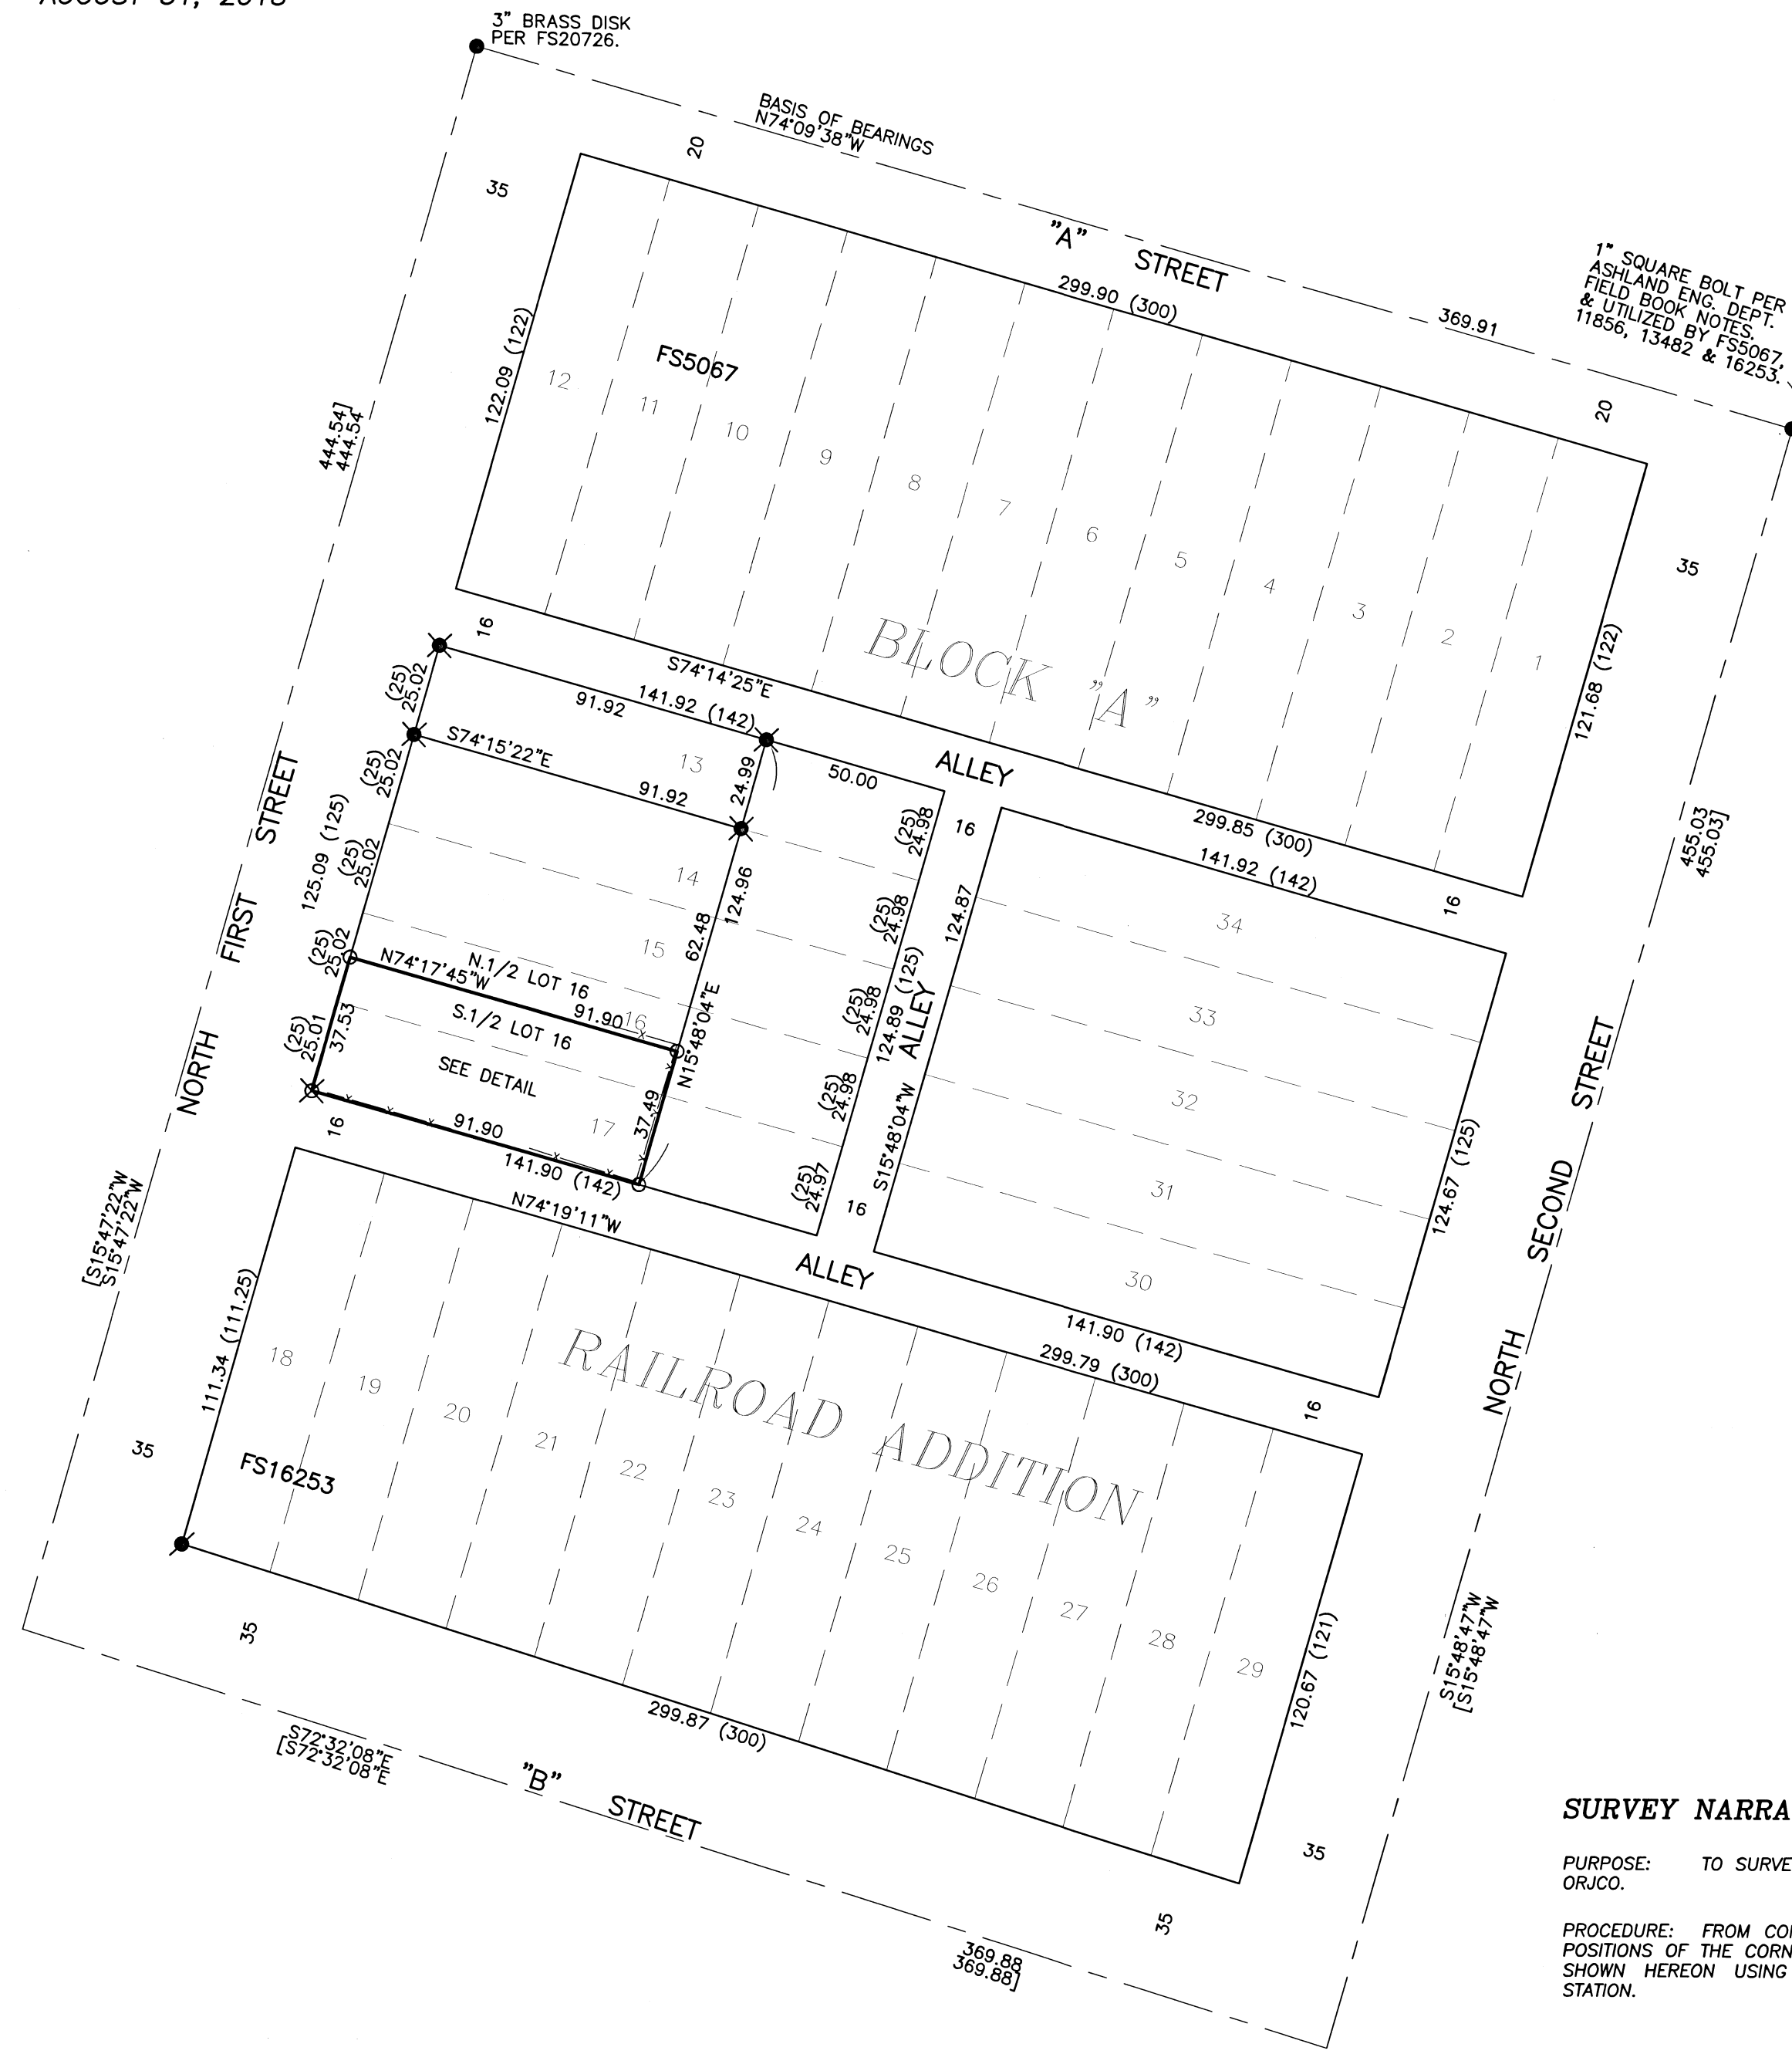 3" BRASS DISK
PER FS20726.
BASIS OF BEARINGS
N74°09'38"W
20
35
"A" STREET
299.90 (300)
369.91
1" SQUARE BOLT PER
ASHLAND ENG. DEPT.
FIELD BOOK NOTES.
& UTILIZED BY FS5067,
11856, 13482 & 16253.
20
35
122.09 (122)
FS5067
12
11
10
9
8
7
6
5
4
3
2
1
444.54]
444.54
BLOCK "A"
121.68 (122)
16
S74°14'25"E
141.92 (142)
91.92
(25)
25.02
S74°15'22"E
13
24.99
50.00
ALLEY
91.92
299.85 (300)
16
(25)
25.02
125.09 (125)
(25)
25.02
(25)
25.02
(25)
25.01
14
124.96
15
62.48
N.1/2 LOT 16
N74°17'45"W
91.90
16
S.1/2 LOT 16
37.53
SEE DETAIL
N15°48'04"E
37.49
17
91.90
141.90 (142)
16
(25)
24.98
(25)
24.98
(25)
24.98
(25)
24.98
(25)
24.97
124.89 (125)
16
ALLEY
124.87
S15°48'04"W
16
141.92 (142)
34
33
32
31
30
141.90 (142)
124.67 (125)
455.03
455.03]
NORTH FIRST STREET
NORTH SECOND STREET
[S15°47'22"W
S15°47'22"W
N74°19'11"W
ALLEY
299.79 (300)
16
111.34 (111.25)
RAILROAD ADDITION
18
19
20
21
22
23
24
25
26
27
28
29
35
FS16253
35
299.87 (300)
120.67 (121)
S15°48'47"W
[S15°48'47"W
S72°32'08"E
[S72°32'08"E
"B" STREET
35
35
369.88
369.88]
SURVEY NARRA
PURPOSE: TO SURVE
ORJCO.
PROCEDURE: FROM CO
POSITIONS OF THE CORN
SHOWN HEREON USING
STATION.